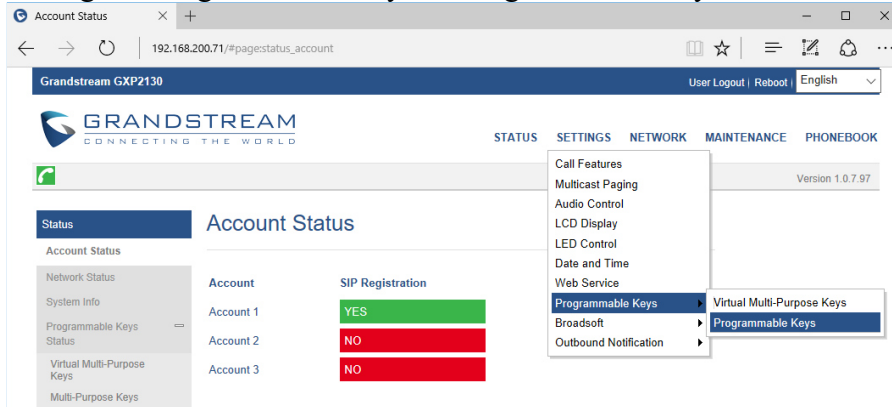 Account Status
192.168.200.71/#page:status_account
Grandstream GXP2130
User Logout | Reboot | English
GRANDSTREAM
CONNECTING THE WORLD
STATUS SETTINGS NETWORK MAINTENANCE PHONEBOOK
Version 1.0.7.97
Call Features
Multicast Paging
Audio Control
LCD Display
LED Control
Date and Time
Web Service
Programmable Keys
Broadsoft
Outbound Notification
Virtual Multi-Purpose Keys
Programmable Keys
Status
Account Status
Network Status
System Info
Programmable Keys
Status
Virtual Multi-Purpose
Keys
Multi-Purpose Keys
Account Status
Account SIP Registration
Account 1 YES
Account 2 NO
Account 3 NO